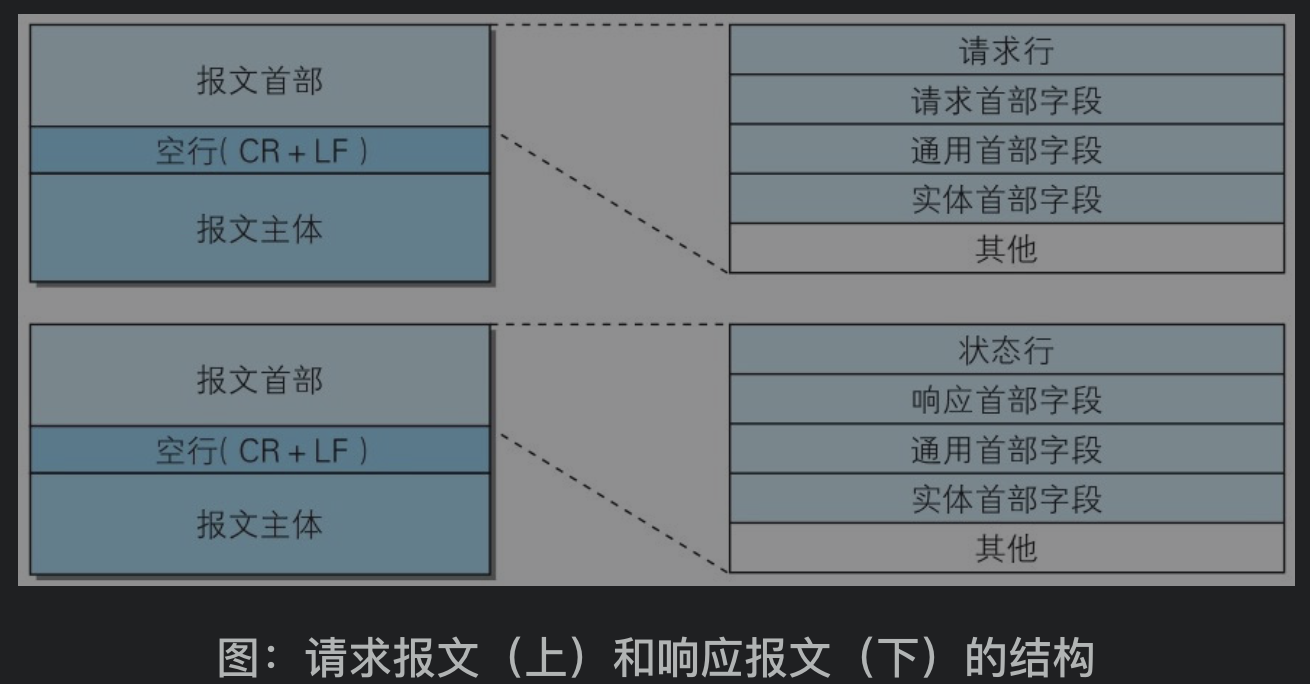 报文首部
空行( CR + LF )
报文主体
请求行
请求首部字段
通用首部字段
实体首部字段
其他
报文首部
空行( CR + LF )
报文主体
状态行
响应首部字段
通用首部字段
实体首部字段
其他
图：请求报文（上）和响应报文（下）的结构